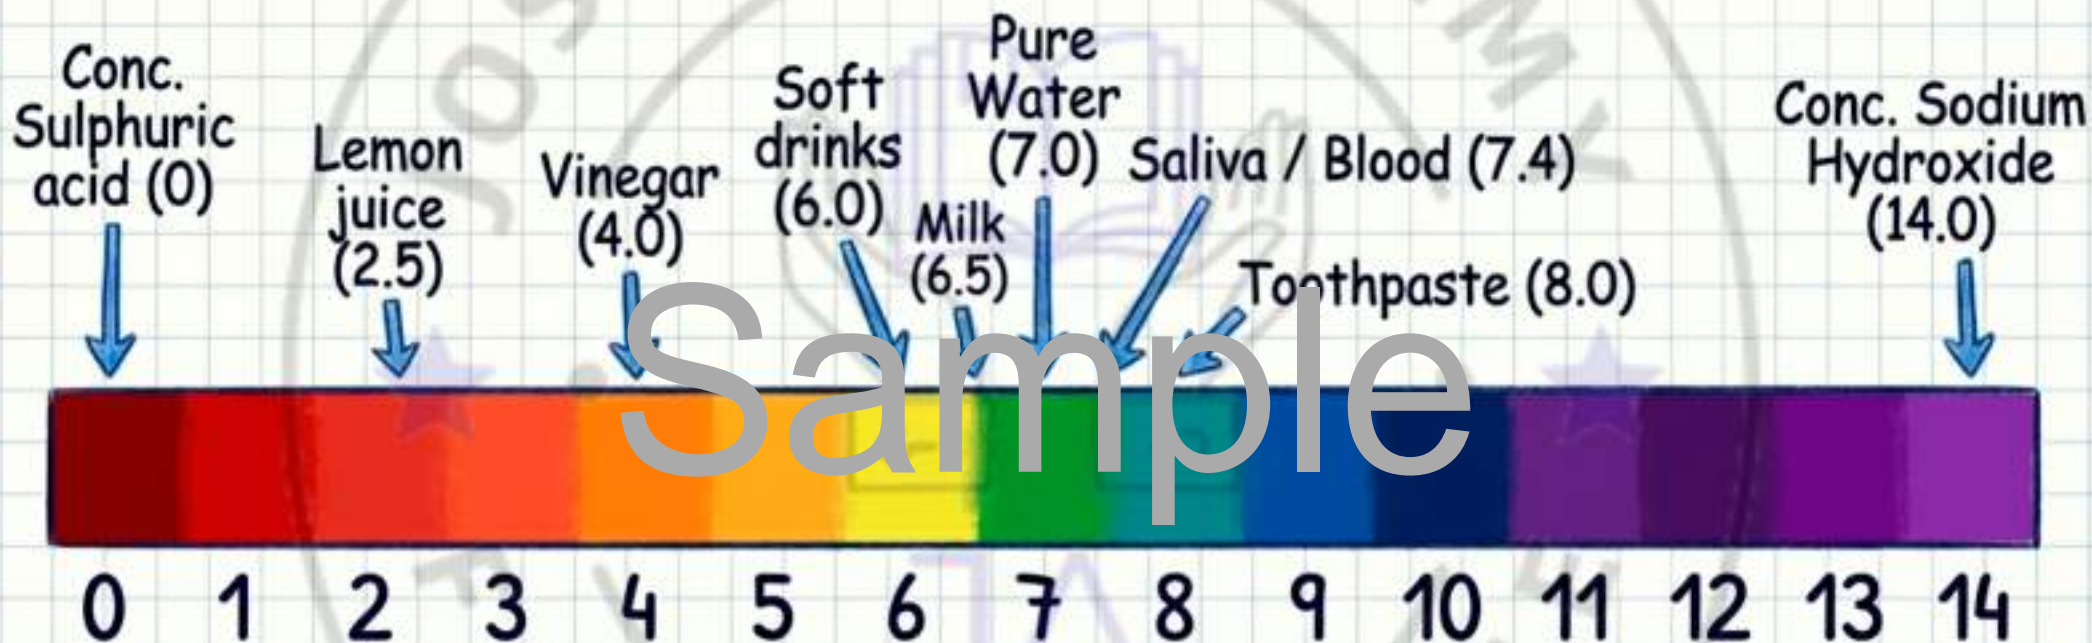 Conc.
Sulphuric
acid (0)
Lemon
juice
(2.5)
Vinegar
(4.0)
Soft
drinks
(6.0)
Milk
(6.5)
Pure
Water
(7.0)
Saliva / Blood (7.4)
Toothpaste (8.0)
Conc. Sodium
Hydroxide
(14.0)
Sample
0 1 2 3 4 5 6 7 8 9 10 11 12 13 14